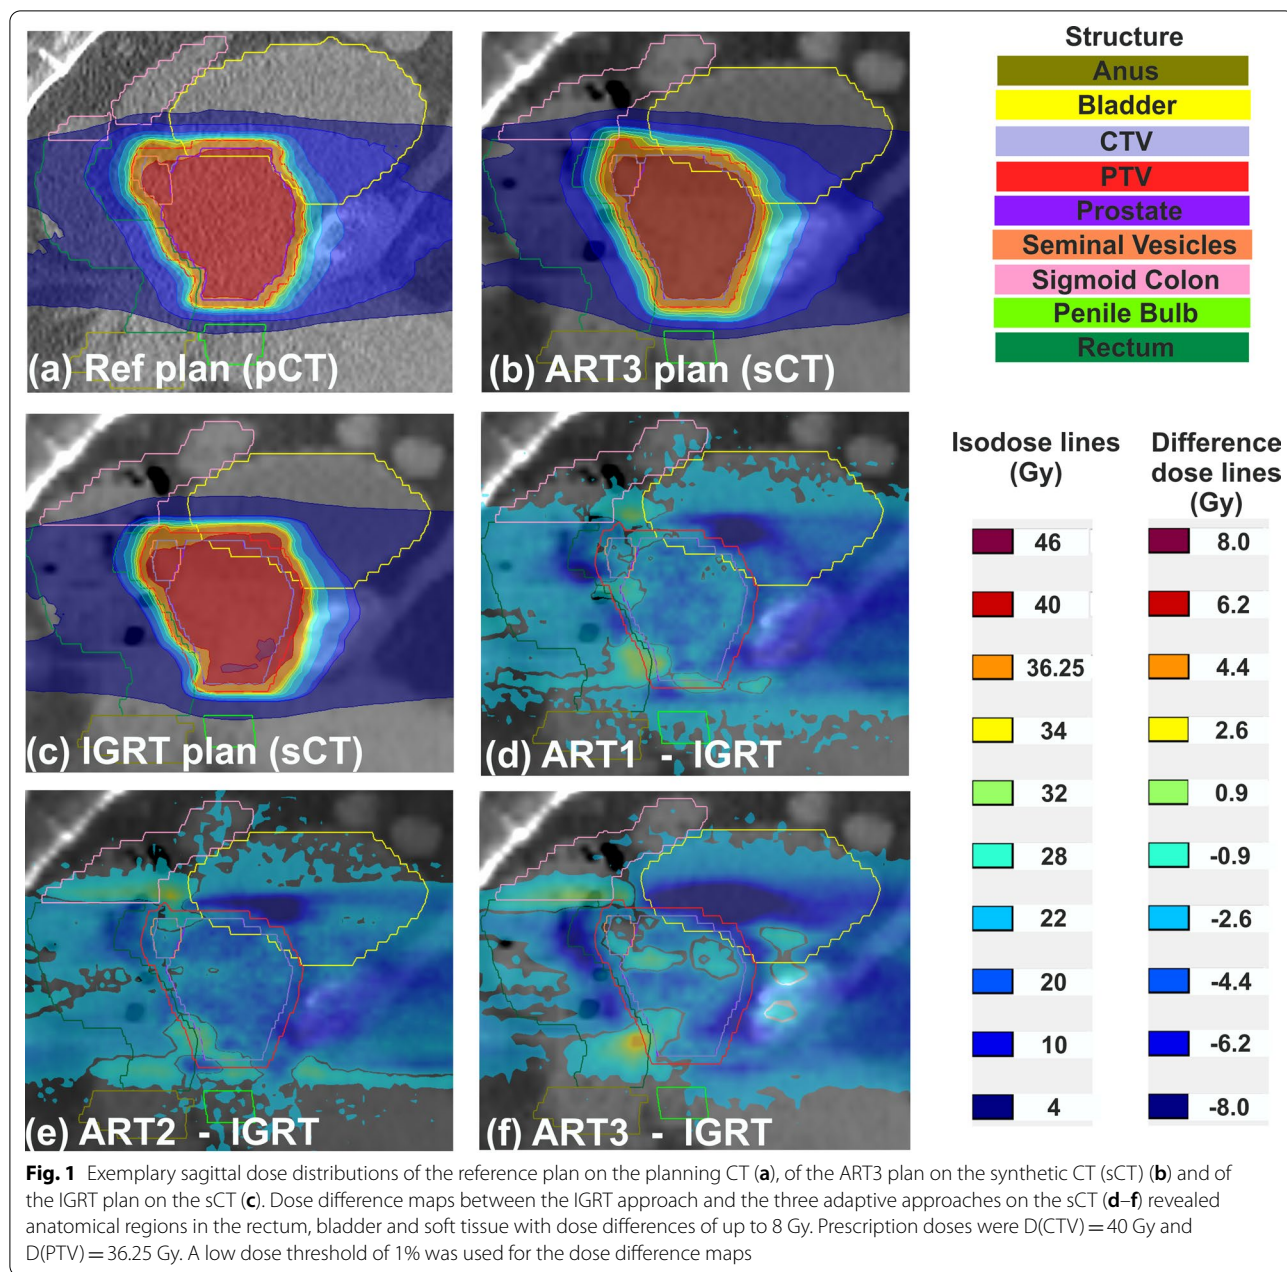 Structure
Anus
Bladder
CTV
PTV
Prostate
Seminal Vesicles
Sigmoid Colon
Penile Bulb
Rectum
(a) Ref plan (pCT)
(b) ART3 plan (sCT)
(c) IGRT plan (sCT)
(d) ART1 - IGRT
(e) ART2 - IGRT
(f) ART3 - IGRT
Isodose lines
(Gy)
46
40
36.25
34
32
28
22
20
10
4
Difference
dose lines
(Gy)
8.0
6.2
4.4
2.6
0.9
-0.9
-2.6
-4.4
-6.2
-8.0
Fig. 1 Exemplary sagittal dose distributions of the reference plan on the planning CT (a), of the ART3 plan on the synthetic CT (sCT) (b) and of
the IGRT plan on the sCT (c). Dose difference maps between the IGRT approach and the three adaptive approaches on the sCT (d–f) revealed
anatomical regions in the rectum, bladder and soft tissue with dose differences of up to 8 Gy. Prescription doses were D(CTV) = 40 Gy and
D(PTV) = 36.25 Gy. A low dose threshold of 1% was used for the dose difference maps